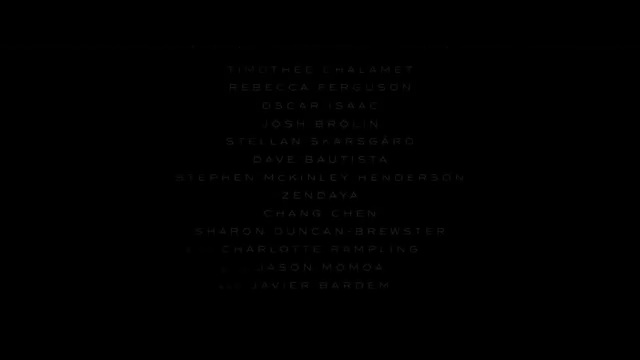 TIMOTHÉE CHALAMET
REBECCA FERGUSON
OSCAR ISAAC
JOSH BROLIN
STELLAN SKARSGÅRD
DAVE BAUTISTA
STEPHEN McKINLEY HENDERSON
ZENDAYA
CHANG CHEN
SHARON DUNCAN-BREWSTER
CHARLOTTE RAMPLING
JASON MOMOA
JAVIER BARDEM